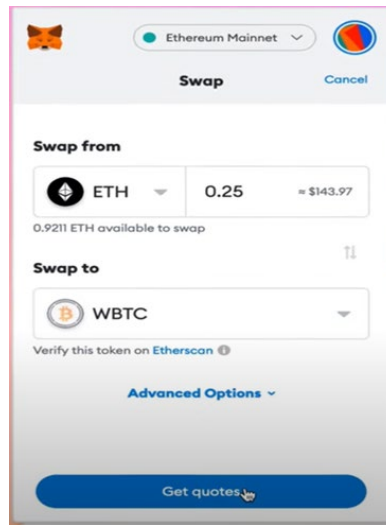 Ethereum Mainnet
Swap
Cancel
Swap from
ETH
0.25
≈ $143.97
0.9211 ETH available to swap
Swap to
WBTC
Verify this token on Etherscan
Advanced Options
Get quotes